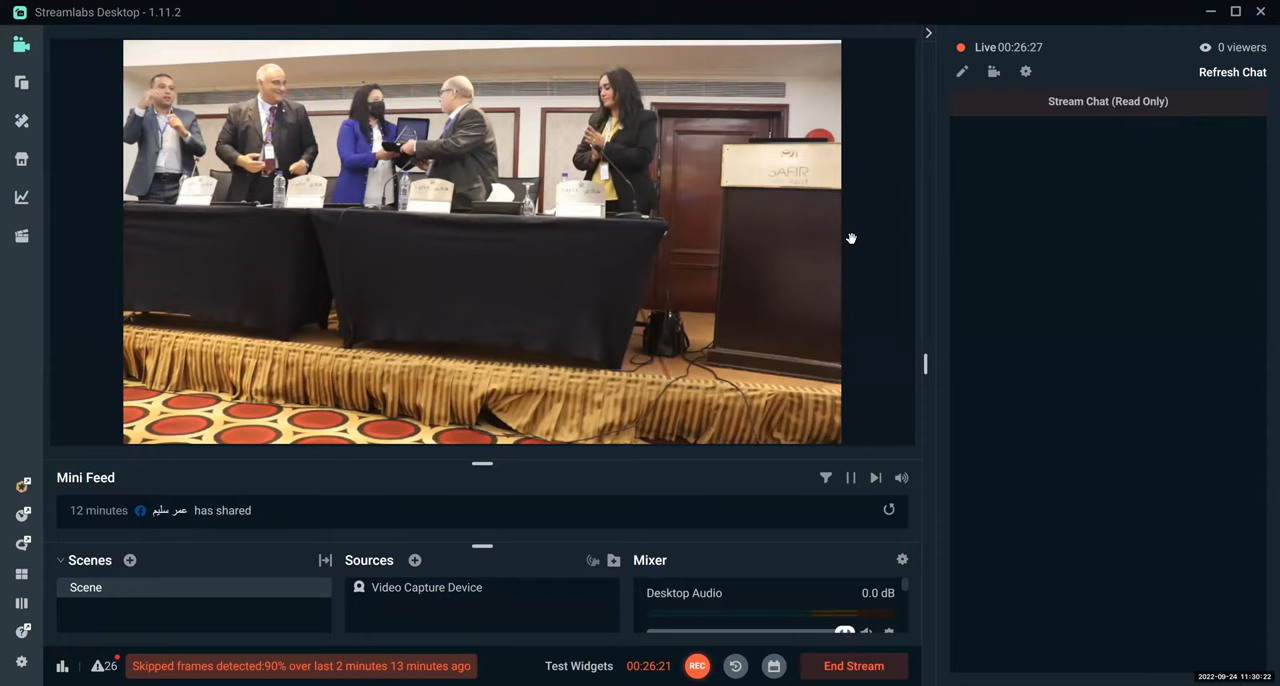 Streamlabs Desktop - 1.11.2
Live 00:26:27
0 viewers
Refresh Chat
Stream Chat (Read Only)
Mini Feed
12 minutes عمر سليم has shared
Scenes
Sources
Mixer
Scene
Video Capture Device
Desktop Audio
0.0 dB
26
Skipped frames detected:90% over last 2 minutes 13 minutes ago
Test Widgets
00:26:21
REC
End Stream
2022-09-24 11:30:22